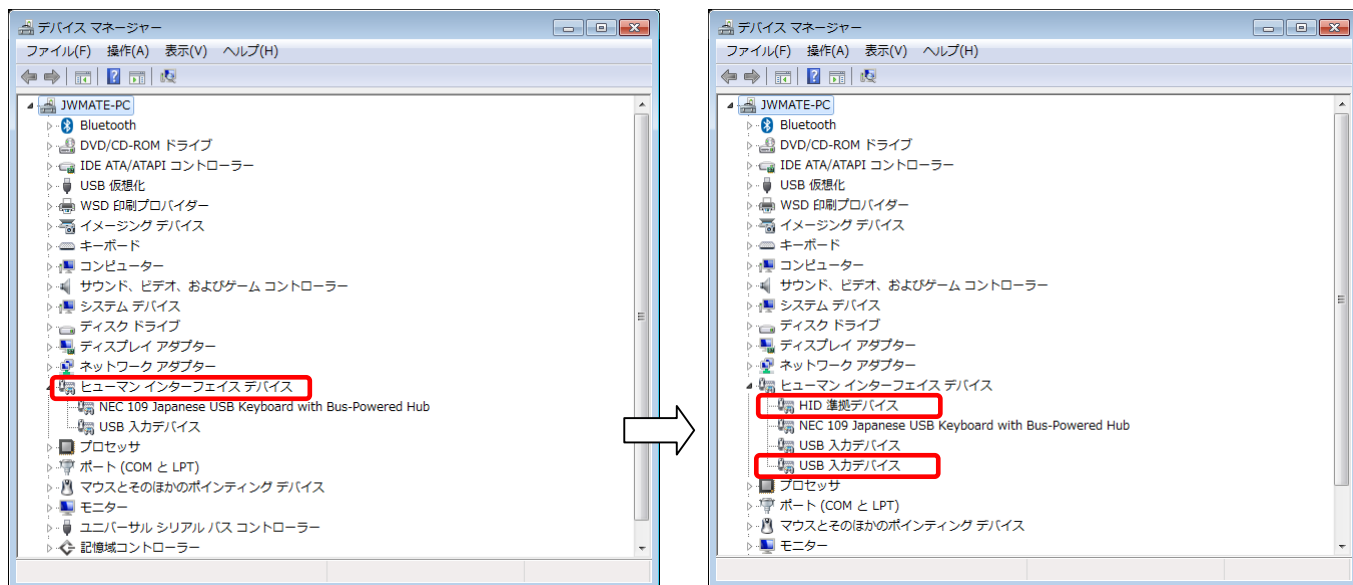 デバイス マネージャー
ファイル(F) 操作(A) 表示(V) ヘルプ(H)
JWMATE-PC
Bluetooth
DVD/CD-ROM ドライブ
IDE ATA/ATAPI コントローラー
USB 仮想化
WSD 印刷プロバイダー
イメージング デバイス
キーボード
コンピューター
サウンド、ビデオ、およびゲーム コントローラー
システム デバイス
ディスク ドライブ
ディスプレイ アダプター
ネットワーク アダプター
ヒューマン インターフェイス デバイス
NEC 109 Japanese USB Keyboard with Bus-Powered Hub
USB 入力デバイス
プロセッサ
ポート (COM と LPT)
マウスとそのほかのポインティング デバイス
モニター
ユニバーサル シリアル バス コントローラー
記憶域コントローラー
デバイス マネージャー
ファイル(F) 操作(A) 表示(V) ヘルプ(H)
JWMATE-PC
Bluetooth
DVD/CD-ROM ドライブ
IDE ATA/ATAPI コントローラー
USB 仮想化
WSD 印刷プロバイダー
イメージング デバイス
キーボード
コンピューター
サウンド、ビデオ、およびゲーム コントローラー
システム デバイス
ディスク ドライブ
ディスプレイ アダプター
ネットワーク アダプター
ヒューマン インターフェイス デバイス
HID 準拠デバイス
NEC 109 Japanese USB Keyboard with Bus-Powered Hub
USB 入力デバイス
USB 入力デバイス
プロセッサ
ポート (COM と LPT)
マウスとそのほかのポインティング デバイス
モニター